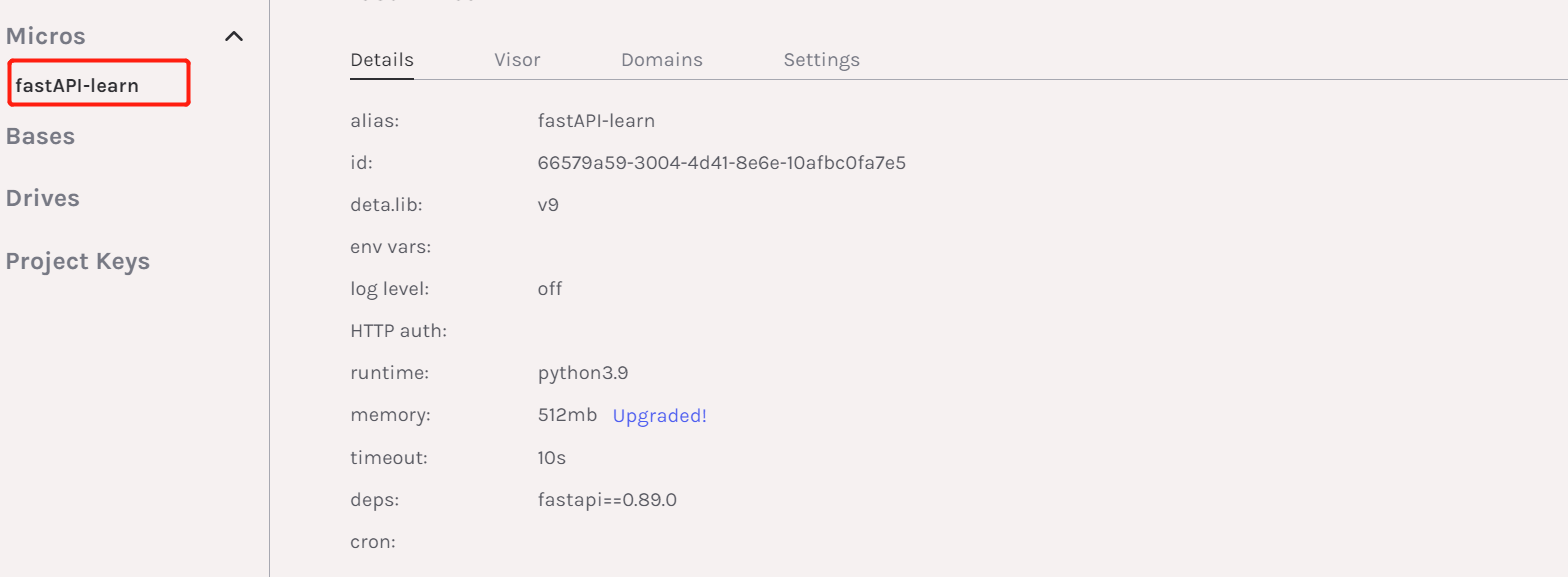 Micros
fastAPI-learn
Bases
Drives
Project Keys
Details Visor Domains Settings
alias: fastAPI-learn
id: 66579a59-3004-4d41-8e6e-10afbc0fa7e5
deta.lib: v9
env vars:
log level: off
HTTP auth:
runtime: python3.9
memory: 512mb Upgraded!
timeout: 10s
deps: fastapi==0.89.0
cron: